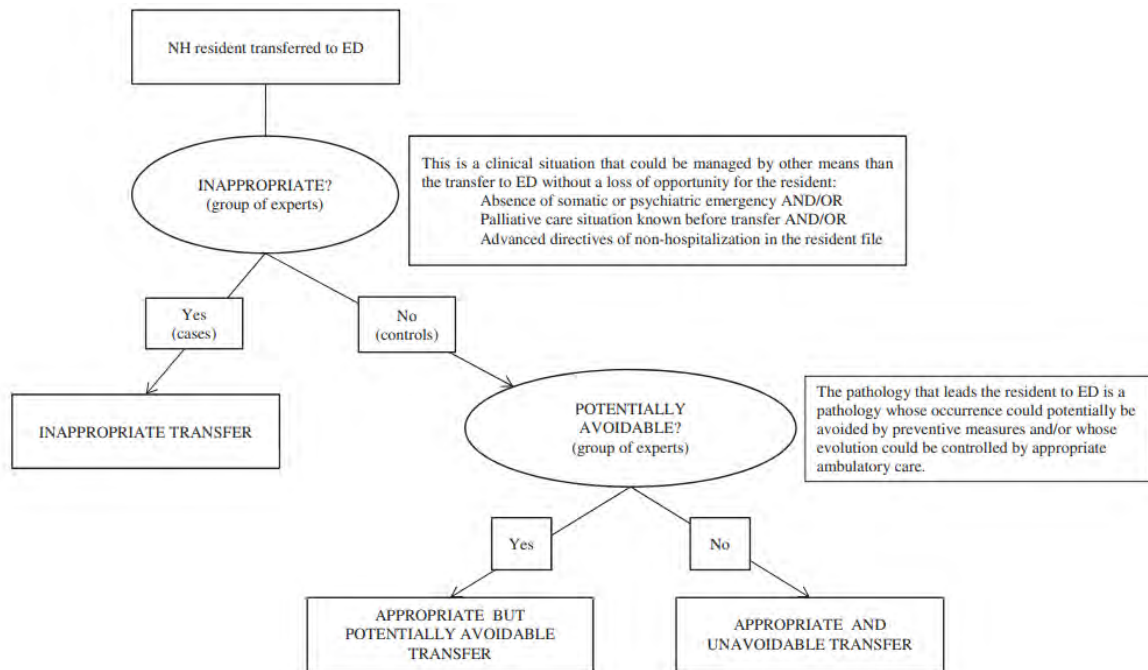 NH resident transferred to ED
INAPPROPRIATE?
(group of experts)
This is a clinical situation that could be managed by other means than
the transfer to ED without a loss of opportunity for the resident:
Absence of somatic or psychiatric emergency AND/OR
Palliative care situation known before transfer AND/OR
Advanced directives of non-hospitalization in the resident file
Yes
(cases)
No
(controls)
INAPPROPRIATE TRANSFER
POTENTIALLY
AVOIDABLE?
(group of experts)
The pathology that leads the resident to ED is a
pathology whose occurrence could potentially be
avoided by preventive measures and/or whose
evolution could be controlled by appropriate
ambulatory care.
Yes
No
APPROPRIATE BUT
POTENTIALLY AVOIDABLE
TRANSFER
APPROPRIATE AND
UNAVOIDABLE TRANSFER